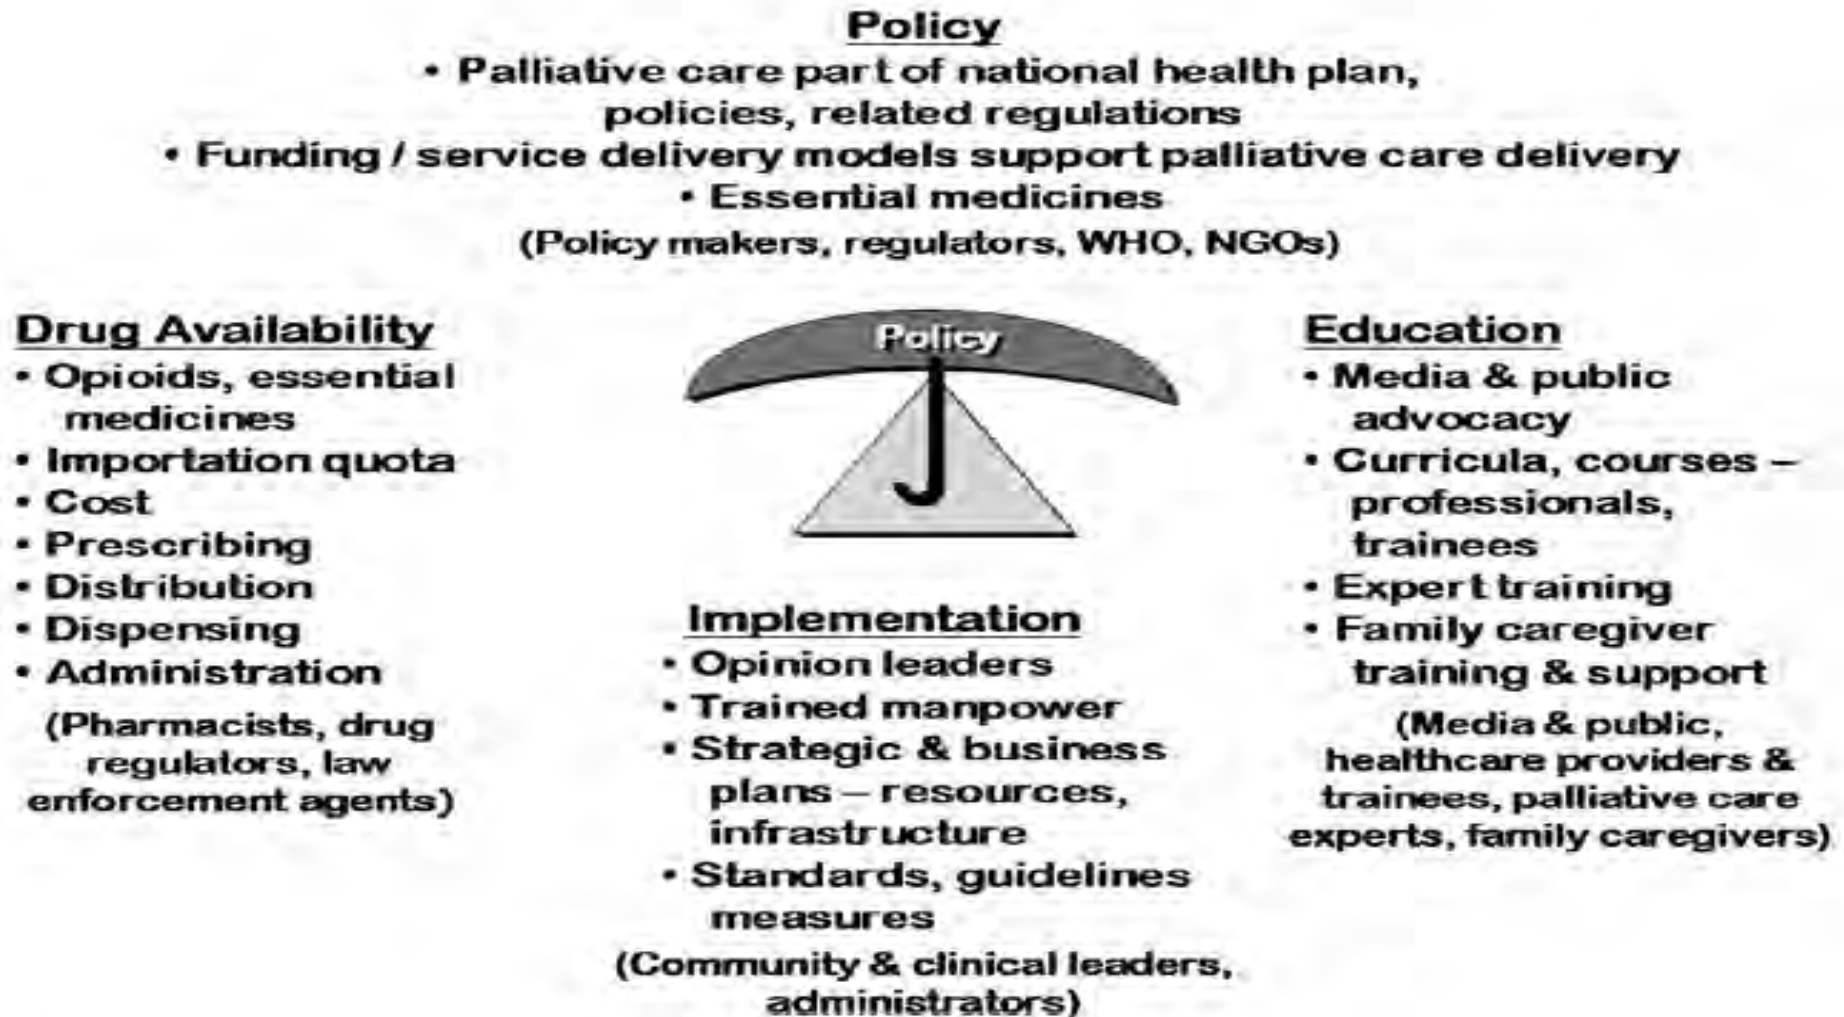 Policy
• Palliative care part of national health plan,
policies, related regulations
• Funding / service delivery models support palliative care delivery
• Essential medicines
(Policy makers, regulators, WHO, NGOs)
Policy
Drug Availability
• Opioids, essential
medicines
• Importation quota
• Cost
• Prescribing
• Distribution
• Dispensing
• Administration
(Pharmacists, drug
regulators, law
enforcement agents)
Implementation
• Opinion leaders
• Trained manpower
• Strategic & business
plans – resources,
infrastructure
• Standards, guidelines
measures
(Community & clinical leaders,
administrators)
Education
• Media & public
advocacy
• Curricula, courses –
professionals,
trainees
• Expert training
• Family caregiver
training & support
(Media & public,
healthcare providers &
trainees, palliative care
experts, family caregivers)